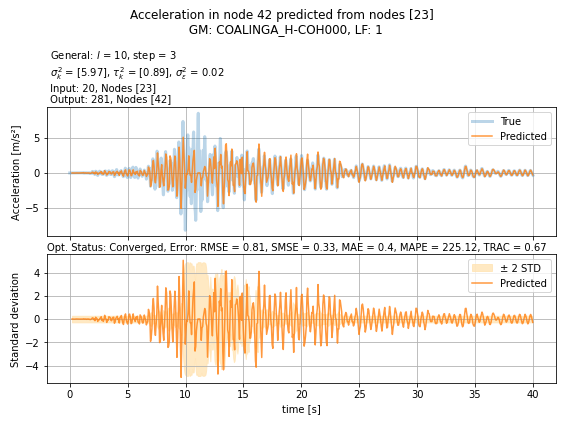 Acceleration in node 42 predicted from nodes [23]
GM: COALINGA_H-COH000, LF: 1
General: l = 10, step = 3
σ²ₖ = [5.97], τ²ₖ = [0.89], σ²ᵣ = 0.02
Input: 20, Nodes [23]
Output: 281, Nodes [42]
True
Predicted
Acceleration [m/s²]
5
0
−5
Opt. Status: Converged, Error: RMSE = 0.81, SMSE = 0.33, MAE = 0.4, MAPE = 225.12, TRAC = 0.67
± 2 STD
Predicted
Standard deviation
4
2
0
−2
−4
0 5 10 15 20 25 30 35 40
time [s]